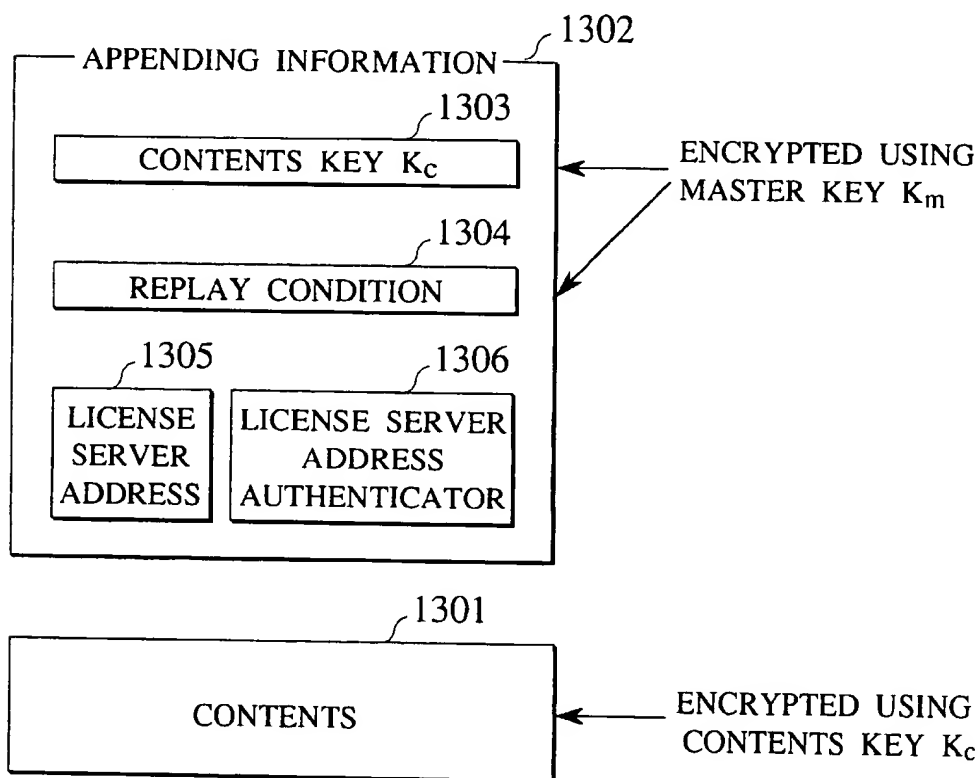 1302
APPENDING INFORMATION
1303
CONTENTS KEY Kc
ENCRYPTED USING
MASTER KEY Km
1304
REPLAY CONDITION
1305
1306
LICENSE
SERVER
ADDRESS
LICENSE SERVER
ADDRESS
AUTHENTICATOR
1301
CONTENTS
ENCRYPTED USING
CONTENTS KEY Kc